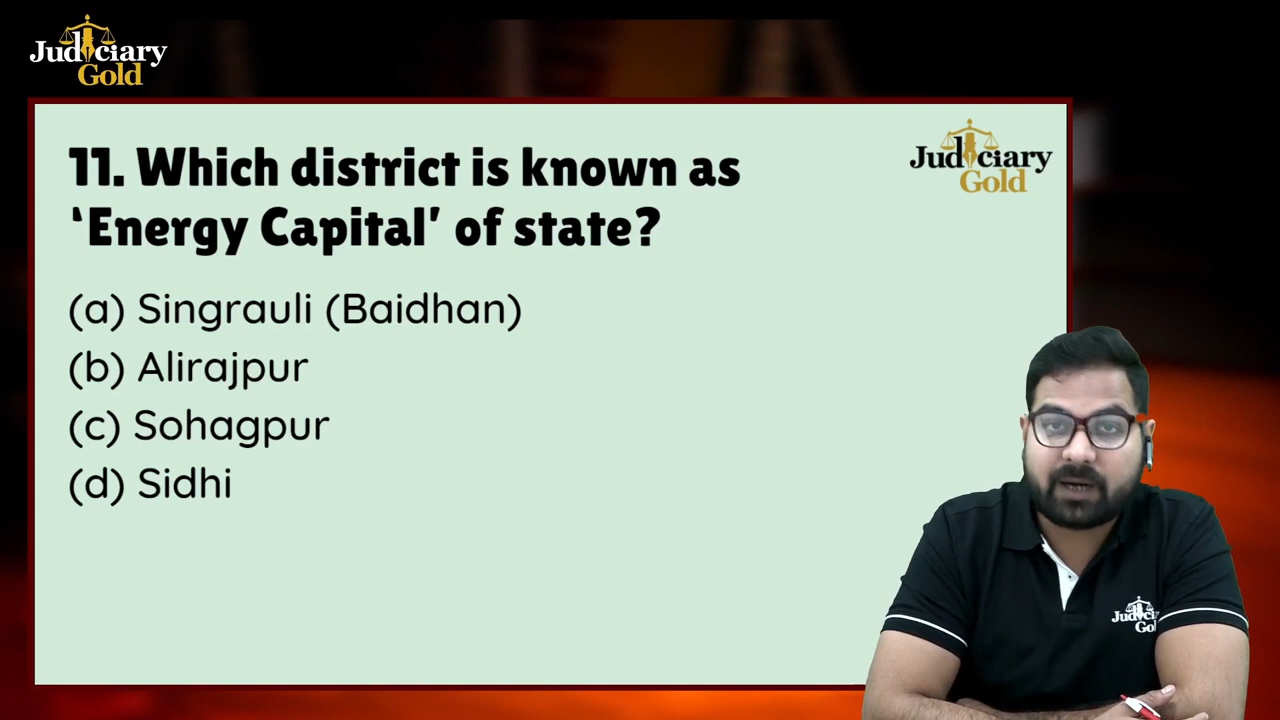 Judiciary
Gold
Judiciary
Gold
11. Which district is known as
‘Energy Capital’ of state?
(a) Singrauli (Baidhan)
(b) Alirajpur
(c) Sohagpur
(d) Sidhi